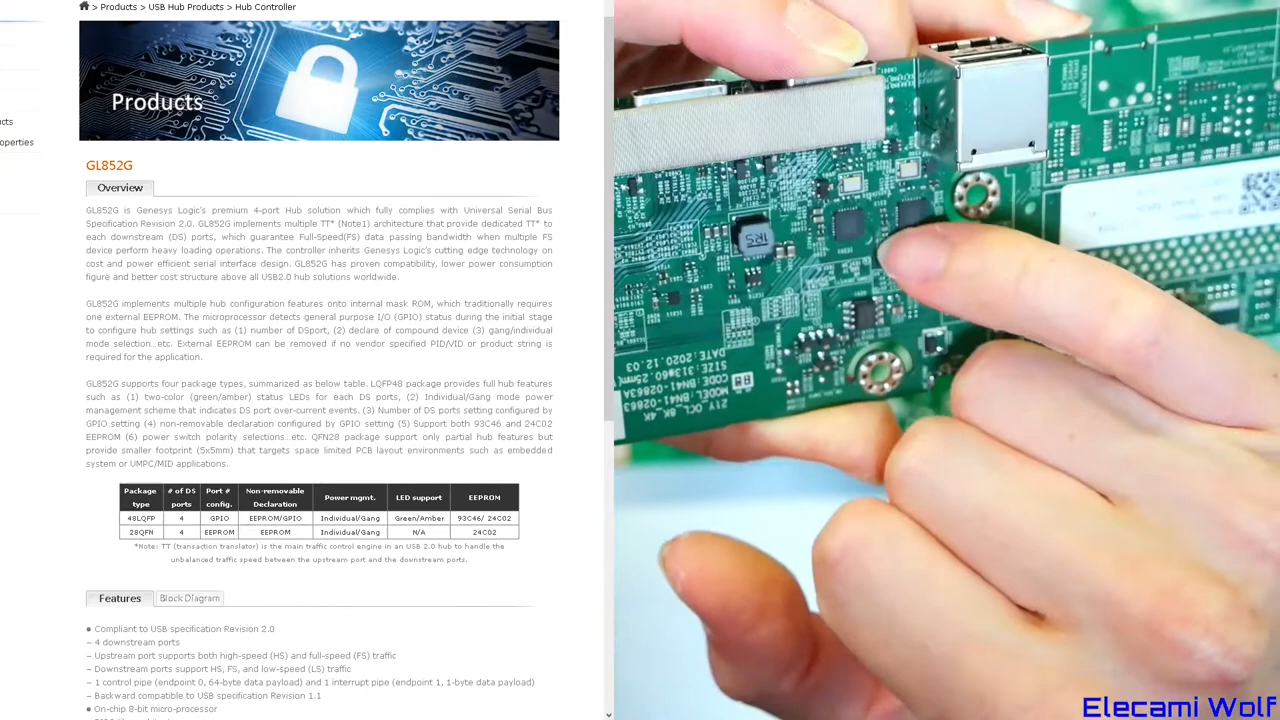 > Products > USB Hub Products > Hub Controller
Products
ucts
operties
GL852G
Overview
GL852G is Genesys Logic's premium 4-port Hub solution which fully complies with Universal Serial Bus
Specification Revision 2.0. GL852G implements multiple TT* (Note1) architecture that provide dedicated TT* to
each downstream (DS) ports, which guarantee Full-Speed(FS) data passing bandwidth when multiple FS
device perform heavy loading operations. The controller inherits Genesys Logic's cutting edge technology on
cost and power efficient serial interface design. GL852G has proven compatibility, lower power consumption
figure and better cost structure above all USB2.0 hub solutions worldwide.
GL852G implements multiple hub configuration features onto internal mask ROM, which traditionally requires
one external EEPROM. The microprocessor detects general purpose I/O (GPIO) status during the initial stage
to configure hub settings such as (1) number of DSport, (2) declare of compound device (3) gang/individual
mode selection…etc. External EEPROM can be removed if no vendor specified PID/VID or product string is
required for the application.
GL852G supports four package types, summarized as below table. LQFP48 package provides full hub features
such as (1) two-color (green/amber) status LEDs for each DS ports, (2) Individual/Gang mode power
management scheme that indicates DS port over-current events. (3) Number of DS ports setting configured by
GPIO setting (4) non-removable declaration configured by GPIO setting (5) Support both 93C46 and 24C02
EEPROM (6) power switch polarity selections…etc. QFN28 package support only partial hub features but
provide smaller footprint (5x5mm) that targets space limited PCB layout environments such as embedded
system or UMPC/MID applications.
Package type # of DS ports Port # config. Non-removable Declaration Power mgmt. LED support EEPROM
48LQFP 4 GPIO EEPROM/GPIO Individual/Gang Green/Amber 93C46/ 24C02
28QFN 4 EEPROM EEPROM Individual/Gang N/A 24C02
*Note: TT (transaction translator) is the main traffic control engine in an USB 2.0 hub to handle the
unbalanced traffic speed between the upstream port and the downstream ports.
Features Block Diagram
● Compliant to USB specification Revision 2.0
– 4 downstream ports
– Upstream port supports both high-speed (HS) and full-speed (FS) traffic
– Downstream ports support HS, FS, and low-speed (LS) traffic
– 1 control pipe (endpoint 0, 64-byte data payload) and 1 interrupt pipe (endpoint 1, 1-byte data payload)
– Backward compatible to USB specification Revision 1.1
● On-chip 8-bit micro-processor
1R5
21Y_OCL_8K_4K
CODE: BN41-02863
MODEL: BN41-02863A
SIZE: 313*60.25mm
DATE: 2020.12.03
Elecami Wolf